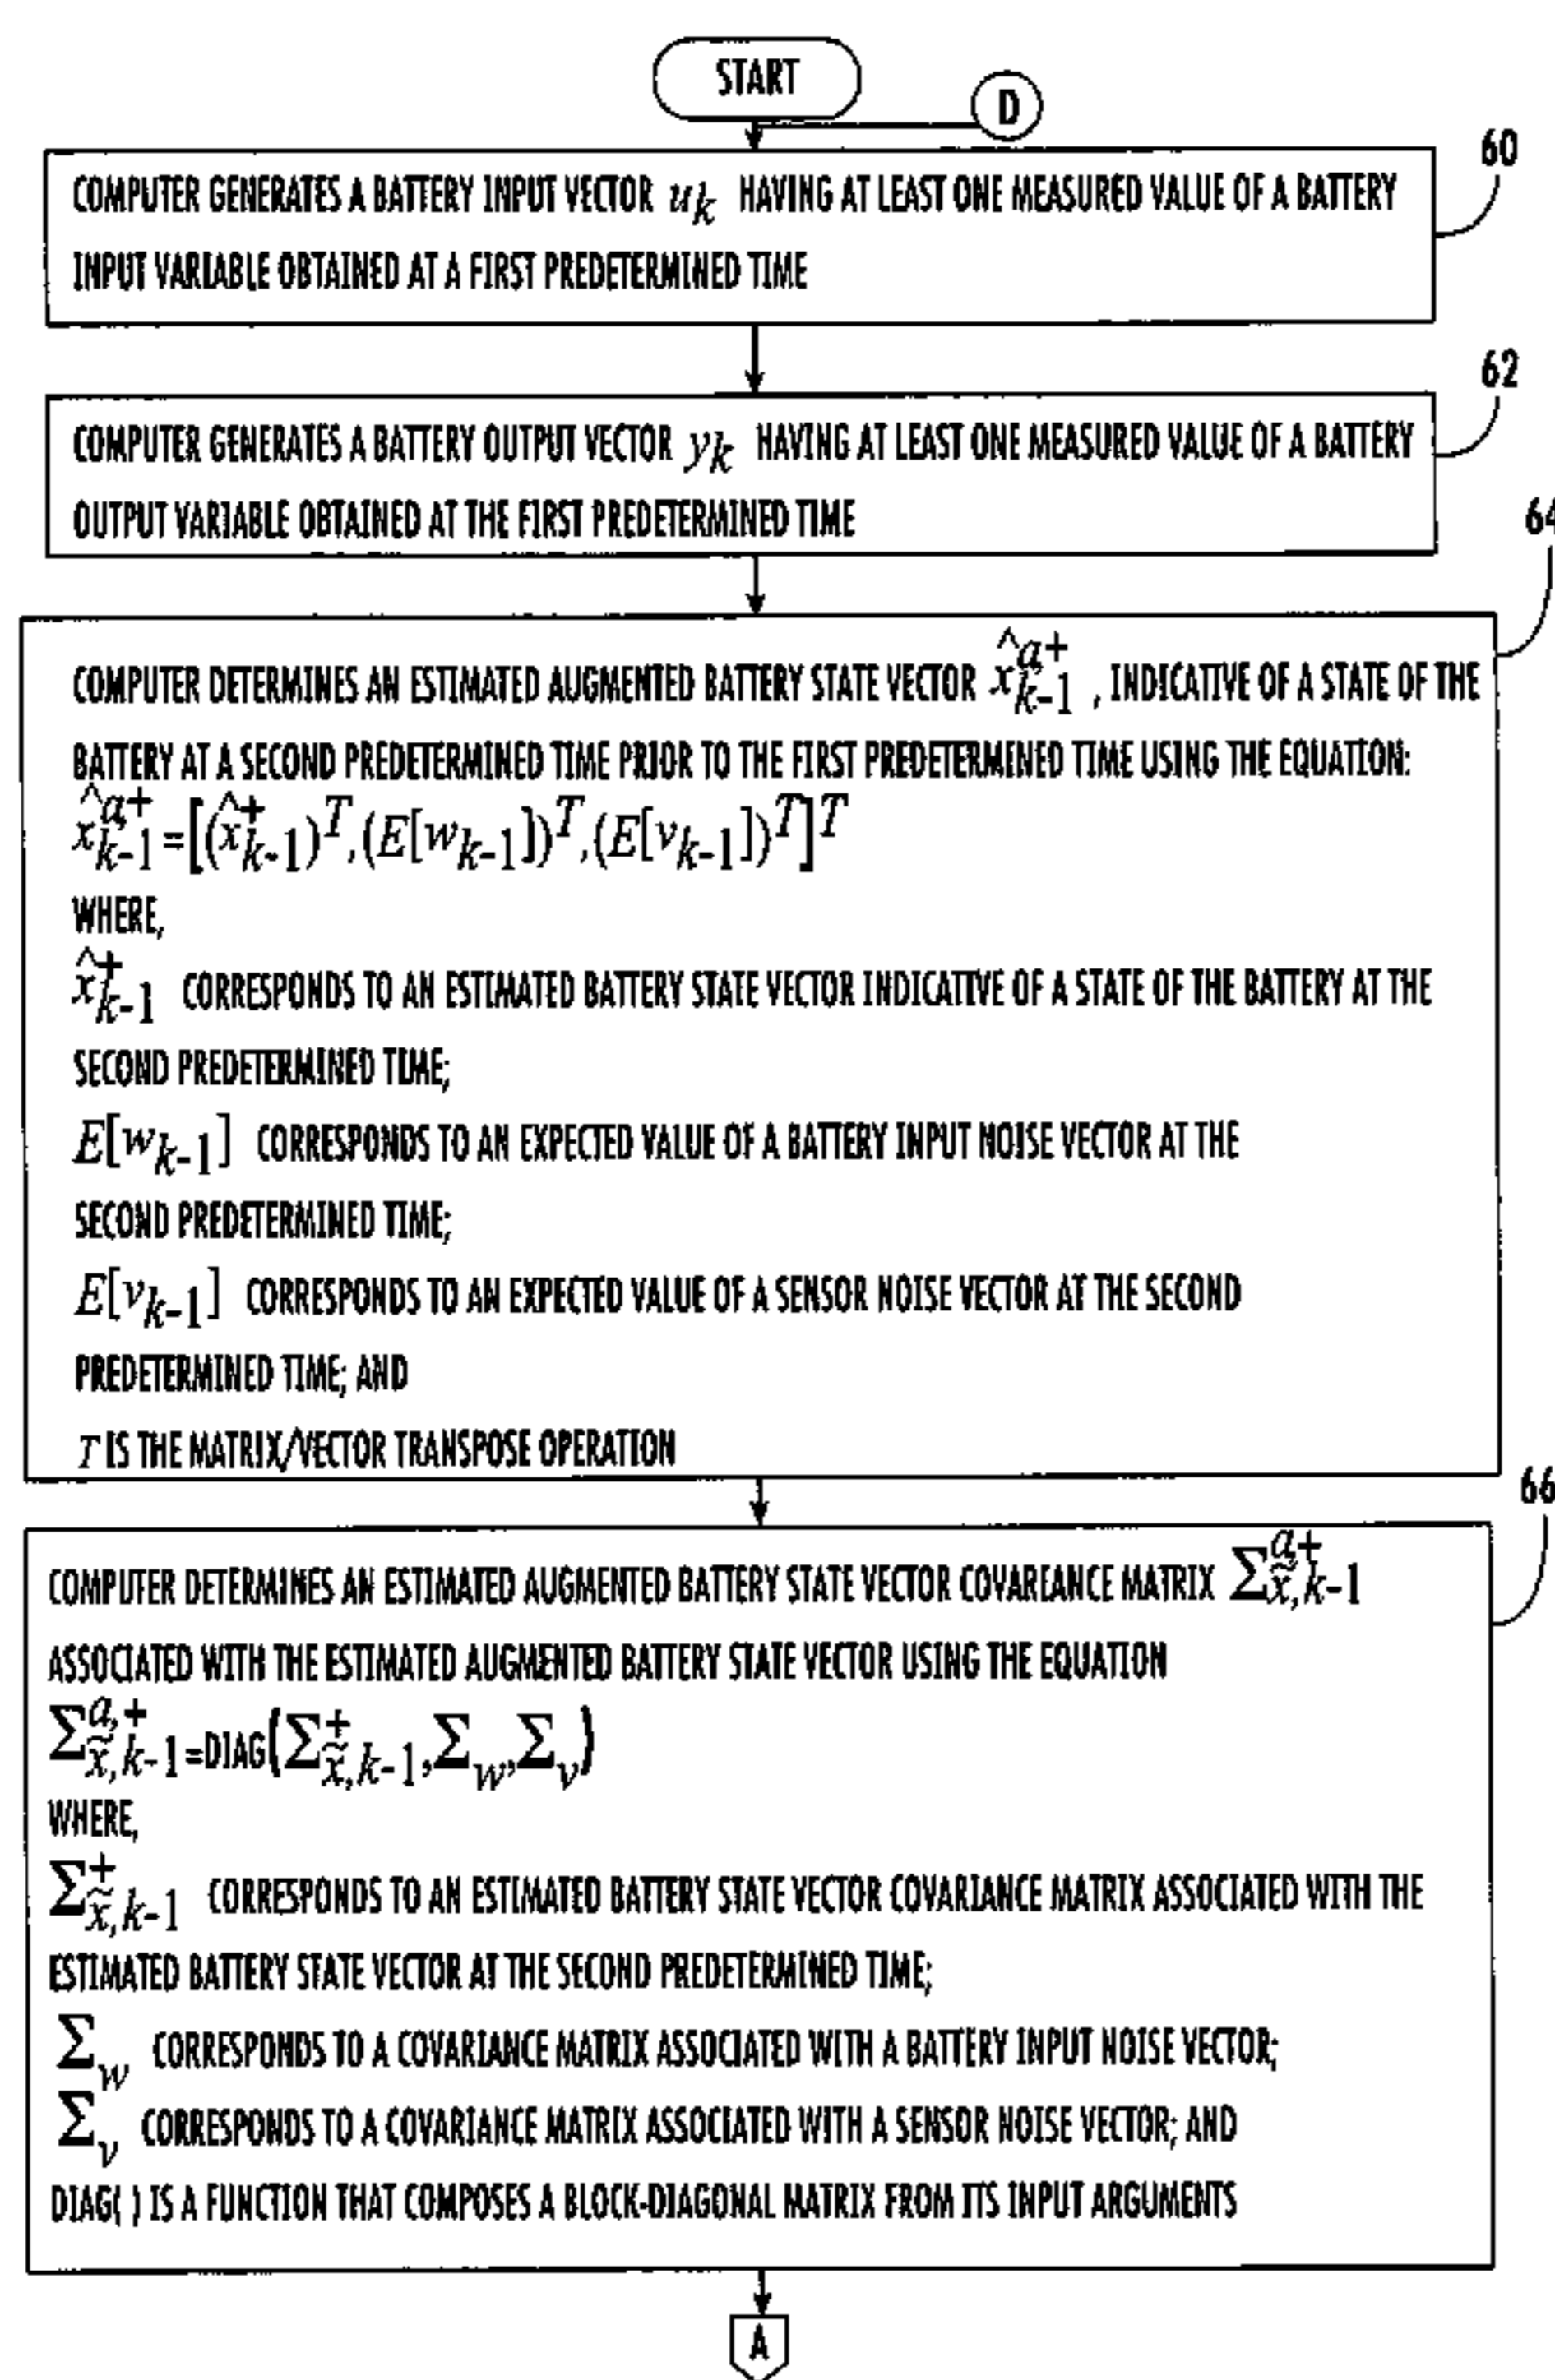 START
D
60
COMPUTER GENERATES A BATTERY INPUT VECTOR u_k HAVING AT LEAST ONE MEASURED VALUE OF A BATTERY
INPUT VARIABLE OBTAINED AT A FIRST PREDETERMINED TIME
62
COMPUTER GENERATES A BATTERY OUTPUT VECTOR y_k HAVING AT LEAST ONE MEASURED VALUE OF A BATTERY
OUTPUT VARIABLE OBTAINED AT THE FIRST PREDETERMINED TIME
64
COMPUTER DETERMINES AN ESTIMATED AUGMENTED BATTERY STATE VECTOR x̂_{k-1}^{a+} , INDICATIVE OF A STATE OF THE
BATTERY AT A SECOND PREDETERMINED TIME PRIOR TO THE FIRST PREDETERMINED TIME USING THE EQUATION:
x̂_{k-1}^{a,+}=[(x̂_{k-1}^{+})^T,(E[w_{k-1}])^T,(E[v_{k-1}])^T]^T
WHERE,
x̂_{k-1}^{+} CORRESPONDS TO AN ESTIMATED BATTERY STATE VECTOR INDICATIVE OF A STATE OF THE BATTERY AT THE
SECOND PREDETERMINED TIME;
E[w_{k-1}] CORRESPONDS TO AN EXPECTED VALUE OF A BATTERY INPUT NOISE VECTOR AT THE
SECOND PREDETERMINED TIME;
E[v_{k-1}] CORRESPONDS TO AN EXPECTED VALUE OF A SENSOR NOISE VECTOR AT THE SECOND
PREDETERMINED TIME; AND
T IS THE MATRIX/VECTOR TRANSPOSE OPERATION
66
COMPUTER DETERMINES AN ESTIMATED AUGMENTED BATTERY STATE VECTOR COVARIANCE MATRIX Σ_{x̃,k-1}^{a,+}
ASSOCIATED WITH THE ESTIMATED AUGMENTED BATTERY STATE VECTOR USING THE EQUATION
Σ_{x̃,k-1}^{a,+}=DIAG(Σ_{x̃,k-1}^{+},Σ_w,Σ_v)
WHERE,
Σ_{x̃,k-1}^{+} CORRESPONDS TO AN ESTIMATED BATTERY STATE VECTOR COVARIANCE MATRIX ASSOCIATED WITH THE
ESTIMATED BATTERY STATE VECTOR AT THE SECOND PREDETERMINED TIME;
Σ_w CORRESPONDS TO A COVARIANCE MATRIX ASSOCIATED WITH A BATTERY INPUT NOISE VECTOR;
Σ_v CORRESPONDS TO A COVARIANCE MATRIX ASSOCIATED WITH A SENSOR NOISE VECTOR; AND
DIAG( ) IS A FUNCTION THAT COMPOSES A BLOCK-DIAGONAL MATRIX FROM ITS INPUT ARGUMENTS
A